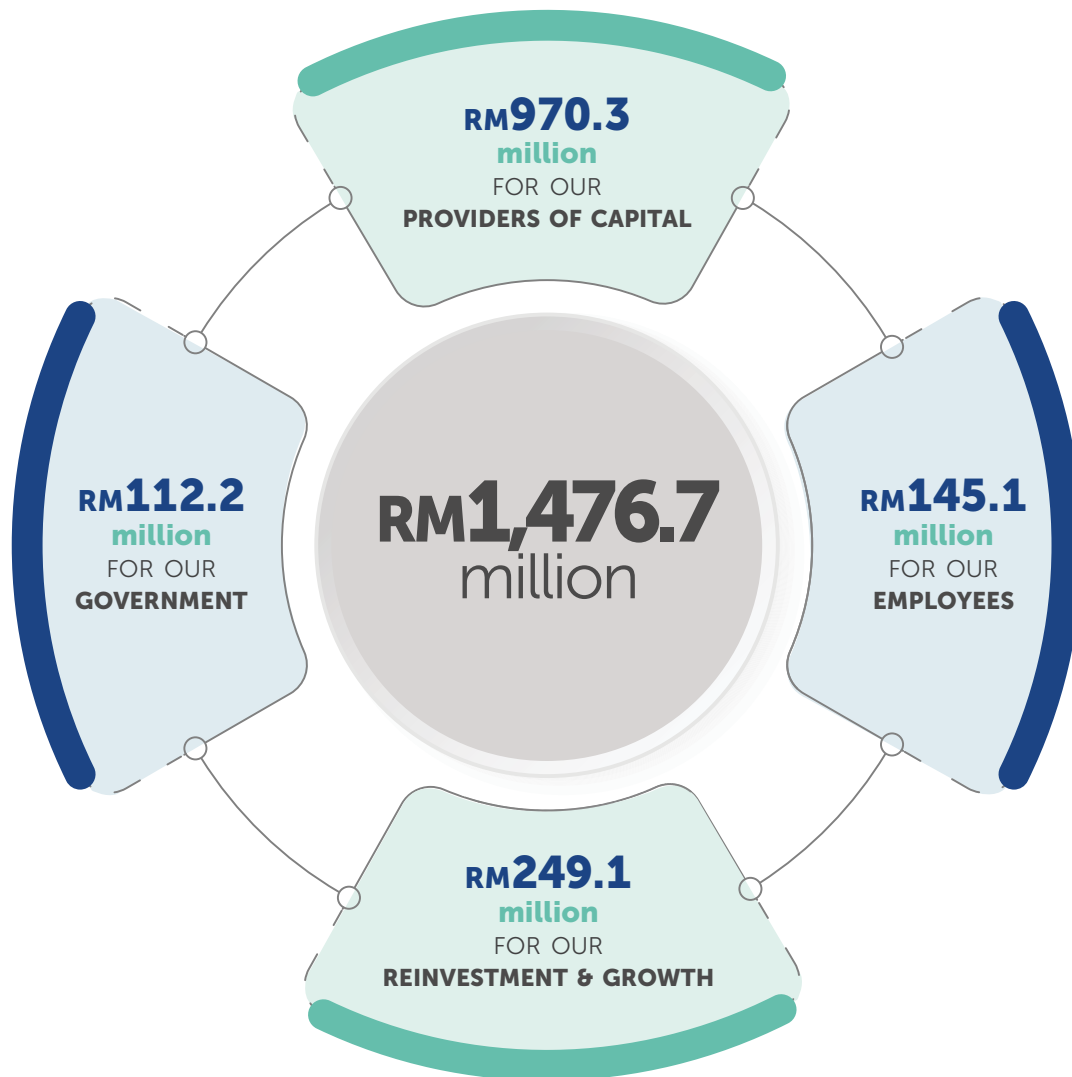 RM970.3
million
FOR OUR
PROVIDERS OF CAPITAL
RM112.2
million
FOR OUR
GOVERNMENT
RM1,476.7
million
RM145.1
million
FOR OUR
EMPLOYEES
RM249.1
million
FOR OUR
REINVESTMENT & GROWTH